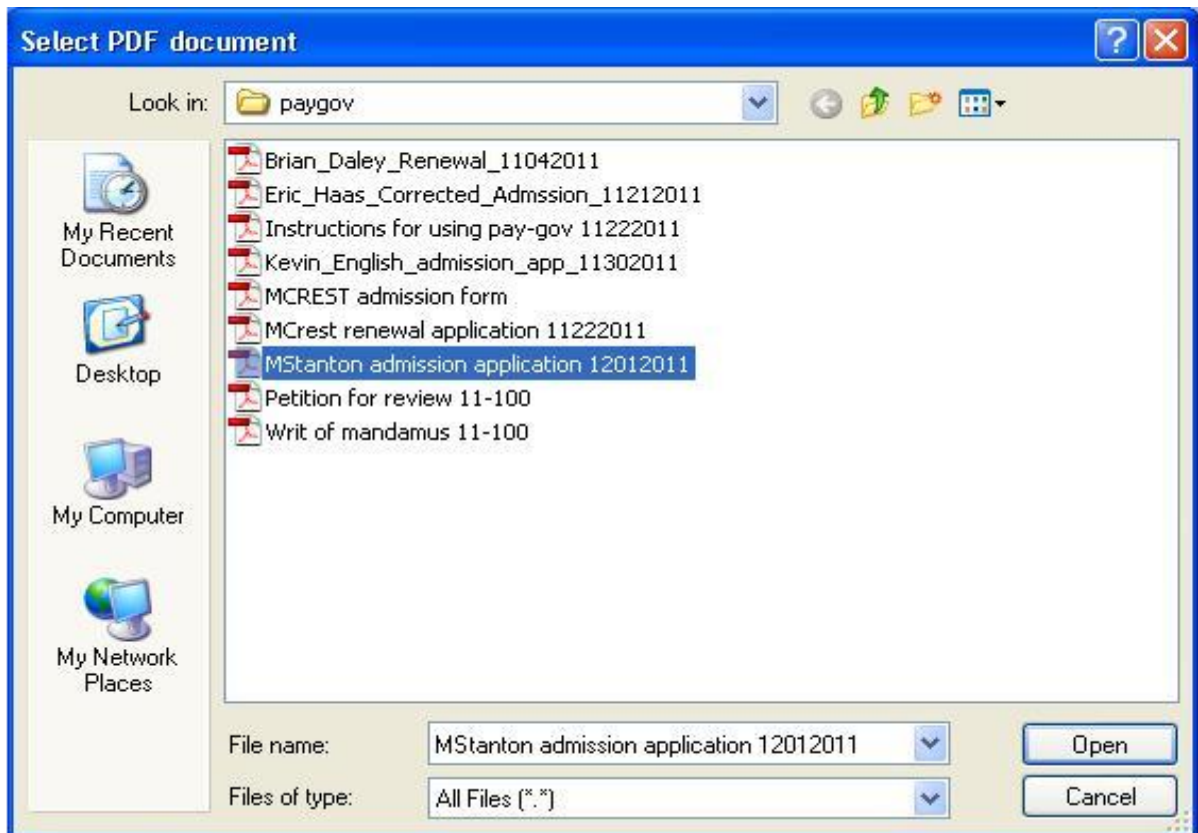 Select PDF document
Look in:
paygov
My Recent
Documents
Desktop
My Computer
My Network
Places
Brian_Daley_Renewal_11042011
Eric_Haas_Corrected_Admssion_11212011
Instructions for using pay-gov 11222011
Kevin_English_admission_app_11302011
MCREST admission form
MCrest renewal application 11222011
MStanton admission application 12012011
Petition for review 11-100
Writ of mandamus 11-100
File name:
MStanton admission application 12012011
Open
Files of type:
All Files (*.*)
Cancel